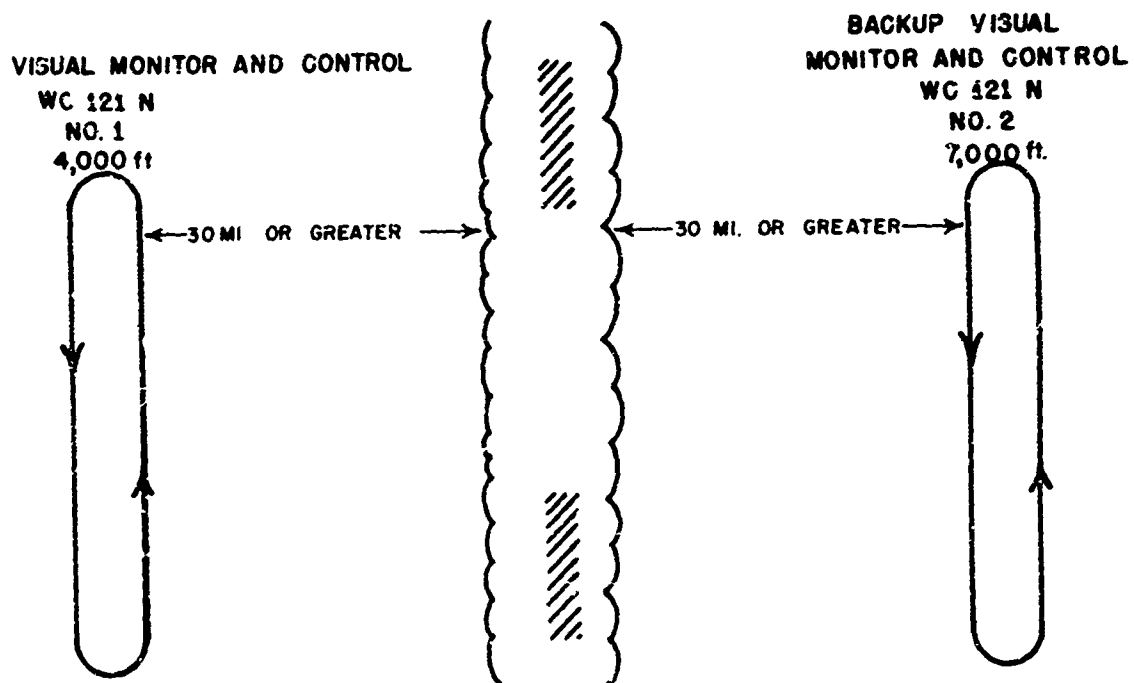 VISUAL MONITOR AND CONTROL
WC 121 N
NO. 1
4,000 ft
BACKUP VISUAL
MONITOR AND CONTROL
WC 121 N
NO. 2
7,000 ft.
30 MI OR GREATER
30 MI. OR GREATER